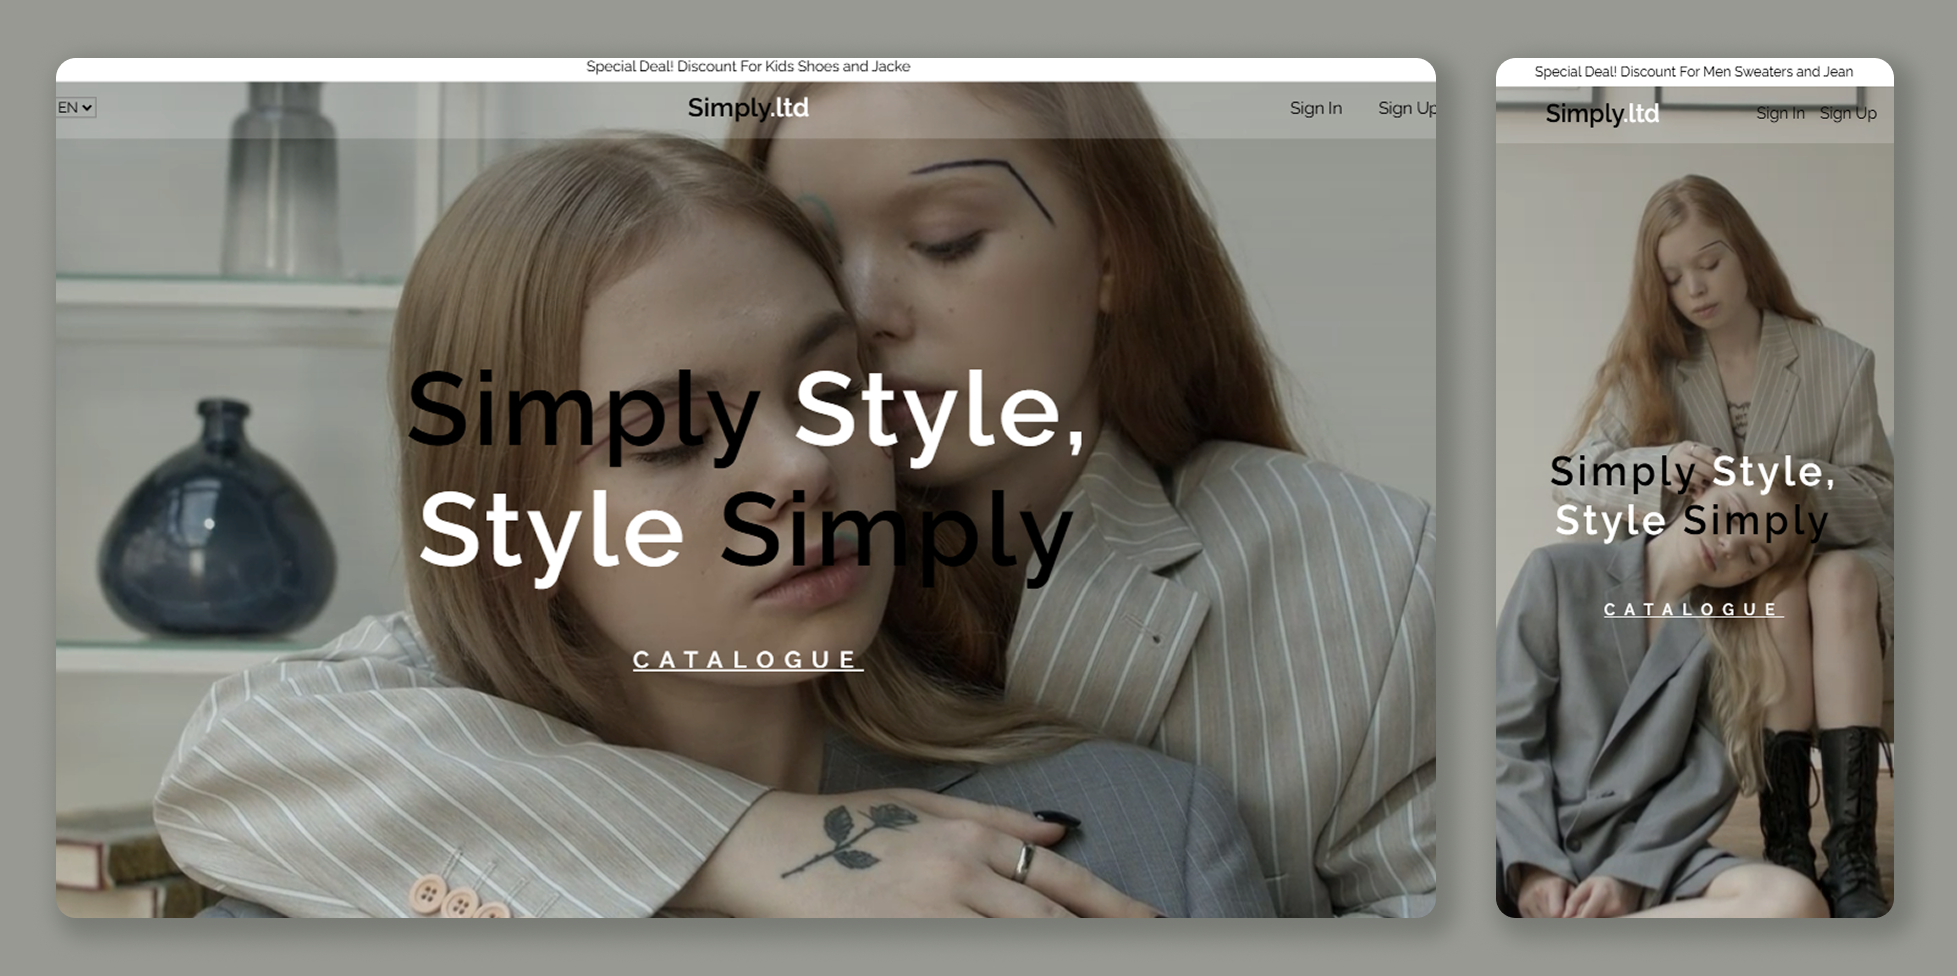 Special Deal! Discount For Kids Shoes and Jacke
EN
Simply.ltd
Sign In
Sign Up
Simply Style,
Style Simply
CATALOGUE
Special Deal! Discount For Men Sweaters and Jean
Simply.ltd
Sign In
Sign Up
Simply Style,
Style Simply
CATALOGUE